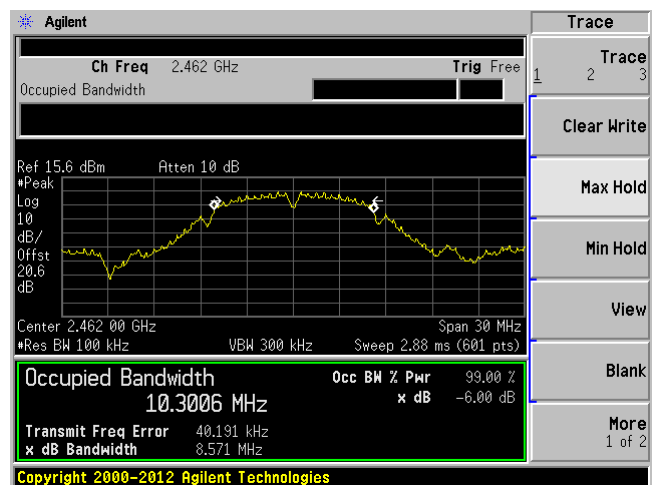 Agilent
Trace
Ch Freq 2.462 GHz Trig Free
Occupied Bandwidth
Trace
1 2 3
Clear Write
Max Hold
Min Hold
View
Blank
More
1 of 2
Ref 15.6 dBm Atten 10 dB
#Peak
Log
10
dB/
Offst
20.6
dB
Center 2.462 00 GHz Span 30 MHz
#Res BW 100 kHz VBW 300 kHz Sweep 2.88 ms (601 pts)
Occupied Bandwidth Occ BW % Pwr 99.00 %
10.3006 MHz x dB -6.00 dB
Transmit Freq Error 40.191 kHz
x dB Bandwidth 8.571 MHz
Copyright 2000-2012 Agilent Technologies